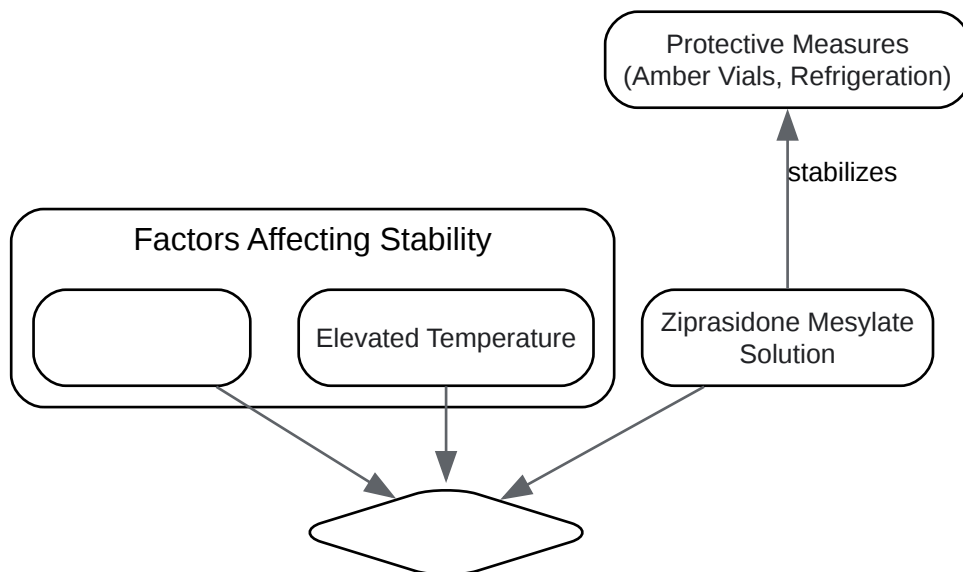 Protective Measures
(Amber Vials, Refrigeration)
stabilizes
Factors Affecting Stability
Elevated Temperature
Ziprasidone Mesylate
Solution